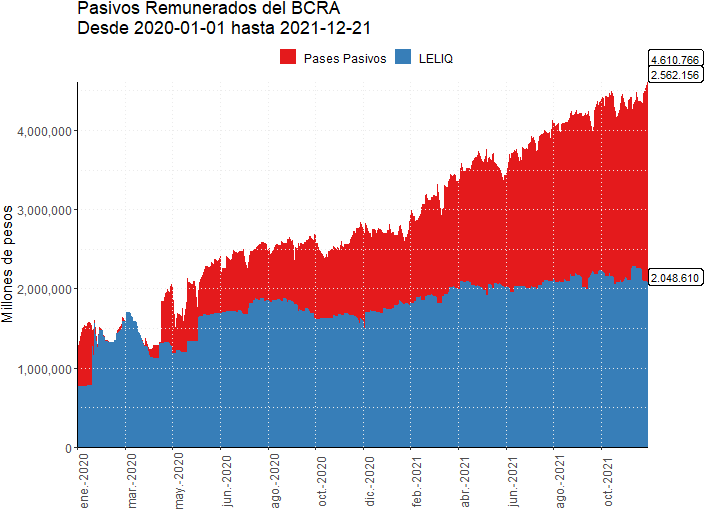 Pasivos Remunerados del BCRA
Desde 2020-01-01 hasta 2021-12-21
Pases Pasivos LELIQ
4.610.766
2.562.156
2.048.610
Millones de pesos
4,000,000
3,000,000
2,000,000
1,000,000
0
ene.-2020
mar.-2020
may.-2020
jun.-2020
ago.-2020
oct.-2020
dic.-2020
feb.-2021
abr.-2021
jun.-2021
ago.-2021
oct.-2021